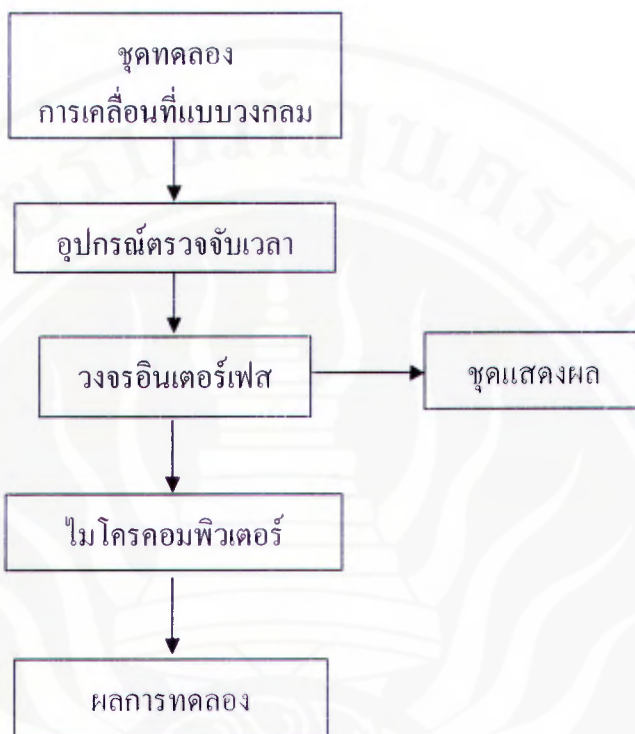 ชุดทดลอง
การเคลื่อนที่แบบวงกลม
อุปกรณ์ตรวจจับเวลา
วงจรอินเตอร์เฟส
ชุดแสดงผล
ไมโครคอมพิวเตอร์
ผลการทดลอง